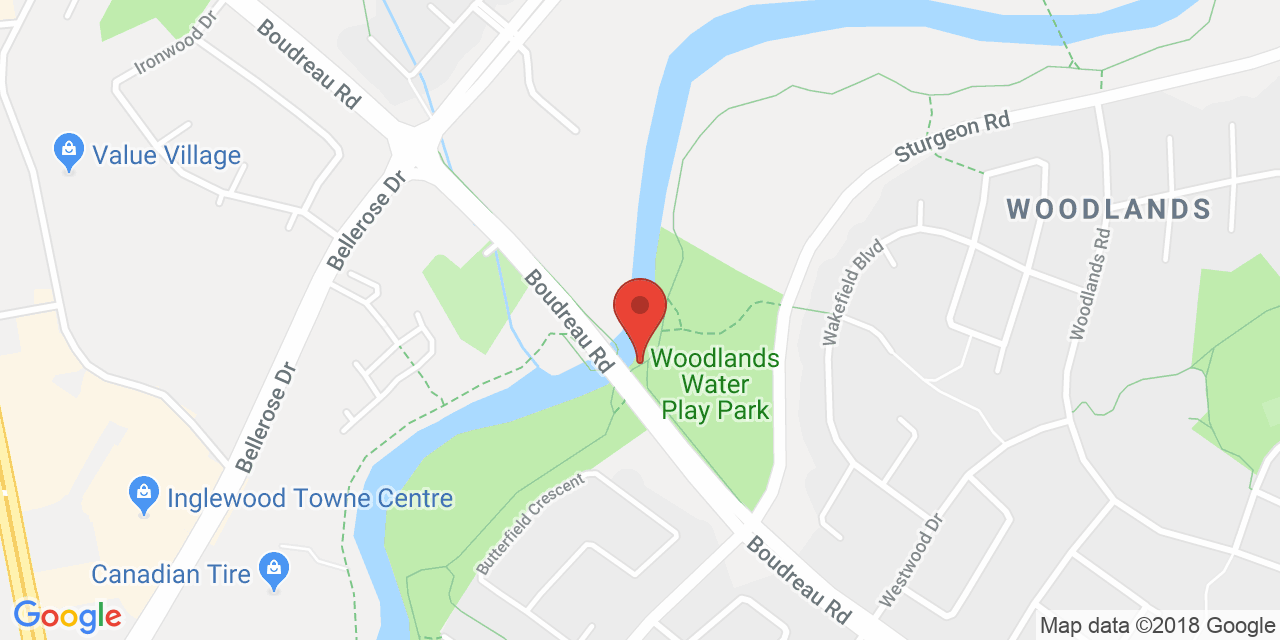 Ironwood Dr
Boudreau Rd
Value Village
Sturgeon Rd
WOODLANDS
Bellerose Dr
Wakefield Blvd
Woodlands Rd
Boudreau Rd
Woodlands
Water
Play Park
Bellerose Dr
Inglewood Towne Centre
Butterfield Crescent
Canadian Tire
Westwood Dr
Boudreau Rd
Google
Map data ©2018 Google